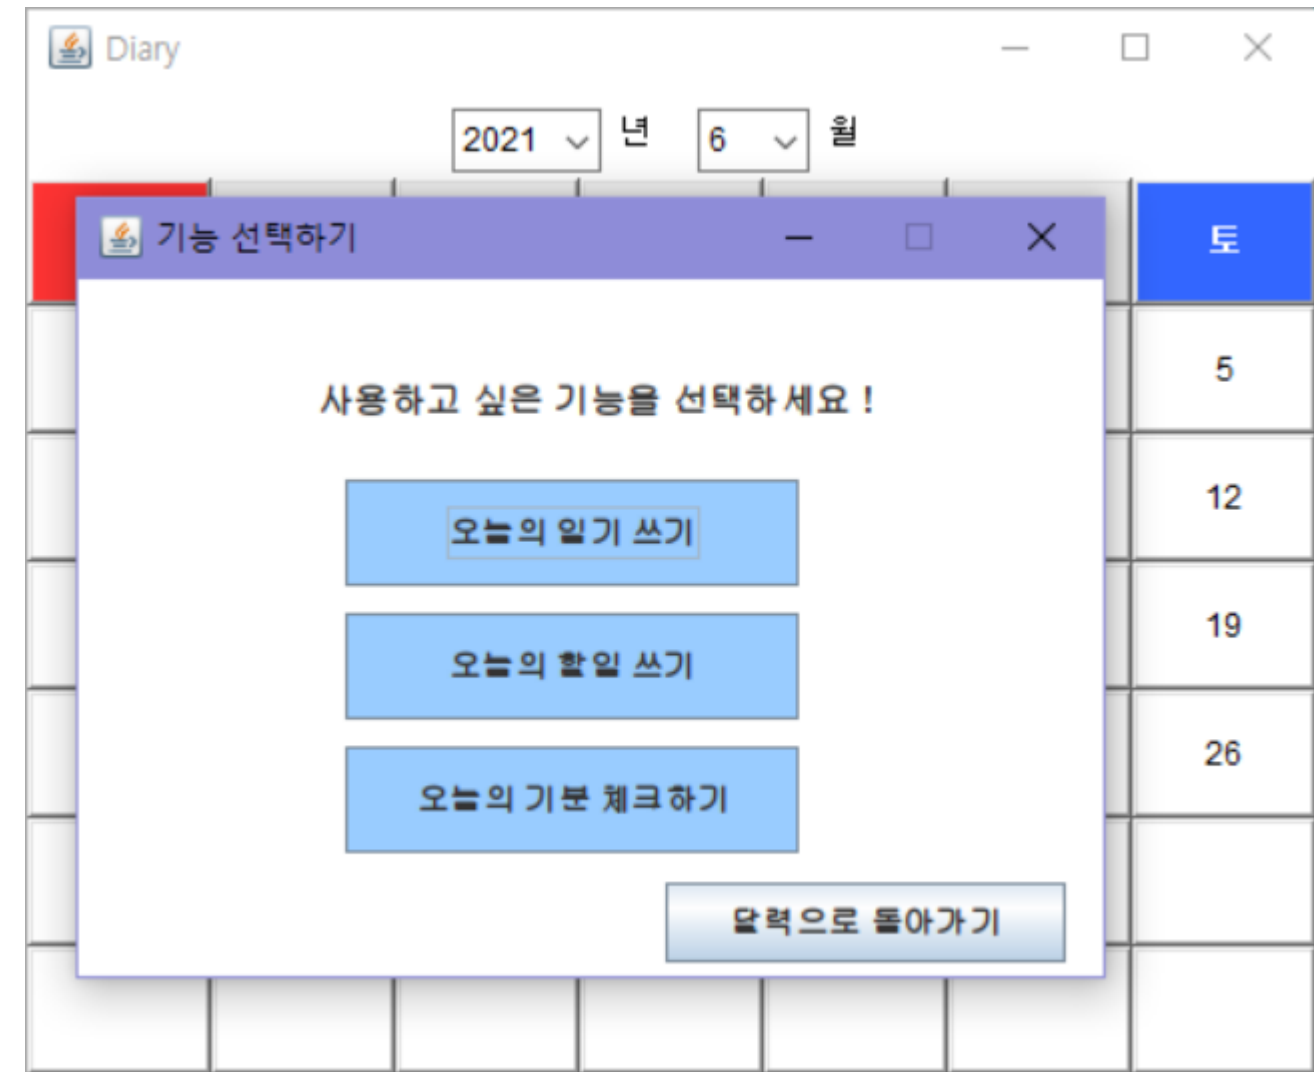 Diary
2021 년 6 월
기능 선택하기
토
사용하고 싶은 기능을 선택하세요 !
5
오늘의 일기 쓰기
12
오늘의 할일 쓰기
19
오늘의 기분 체크하기
26
달력으로 돌아가기